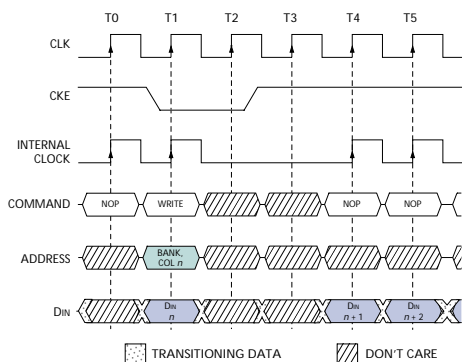 T0 T1 T2 T3 T4 T5
CLK
CKE
INTERNAL
CLOCK
COMMAND NOP WRITE NOP NOP
ADDRESS BANK,
COL n
DIN DIN
n DIN
n + 1 DIN
n + 2
TRANSITIONING DATA DON'T CARE